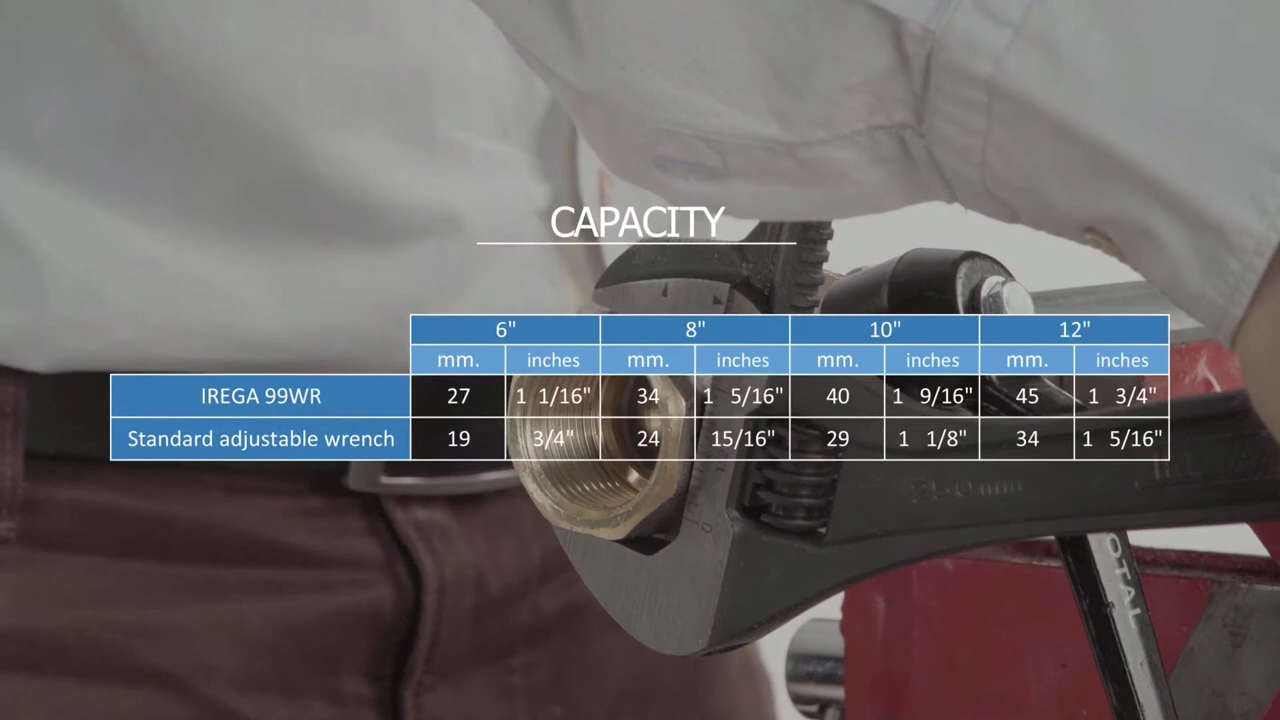 CAPACITY
6" 8" 10" 12"
mm. inches mm. inches mm. inches mm. inches
IREGA 99WR 27 1 1/16" 34 1 5/16" 40 1 9/16" 45 1 3/4"
Standard adjustable wrench 19 3/4" 24 15/16" 29 1 1/8" 34 1 5/16"
0
OTAL